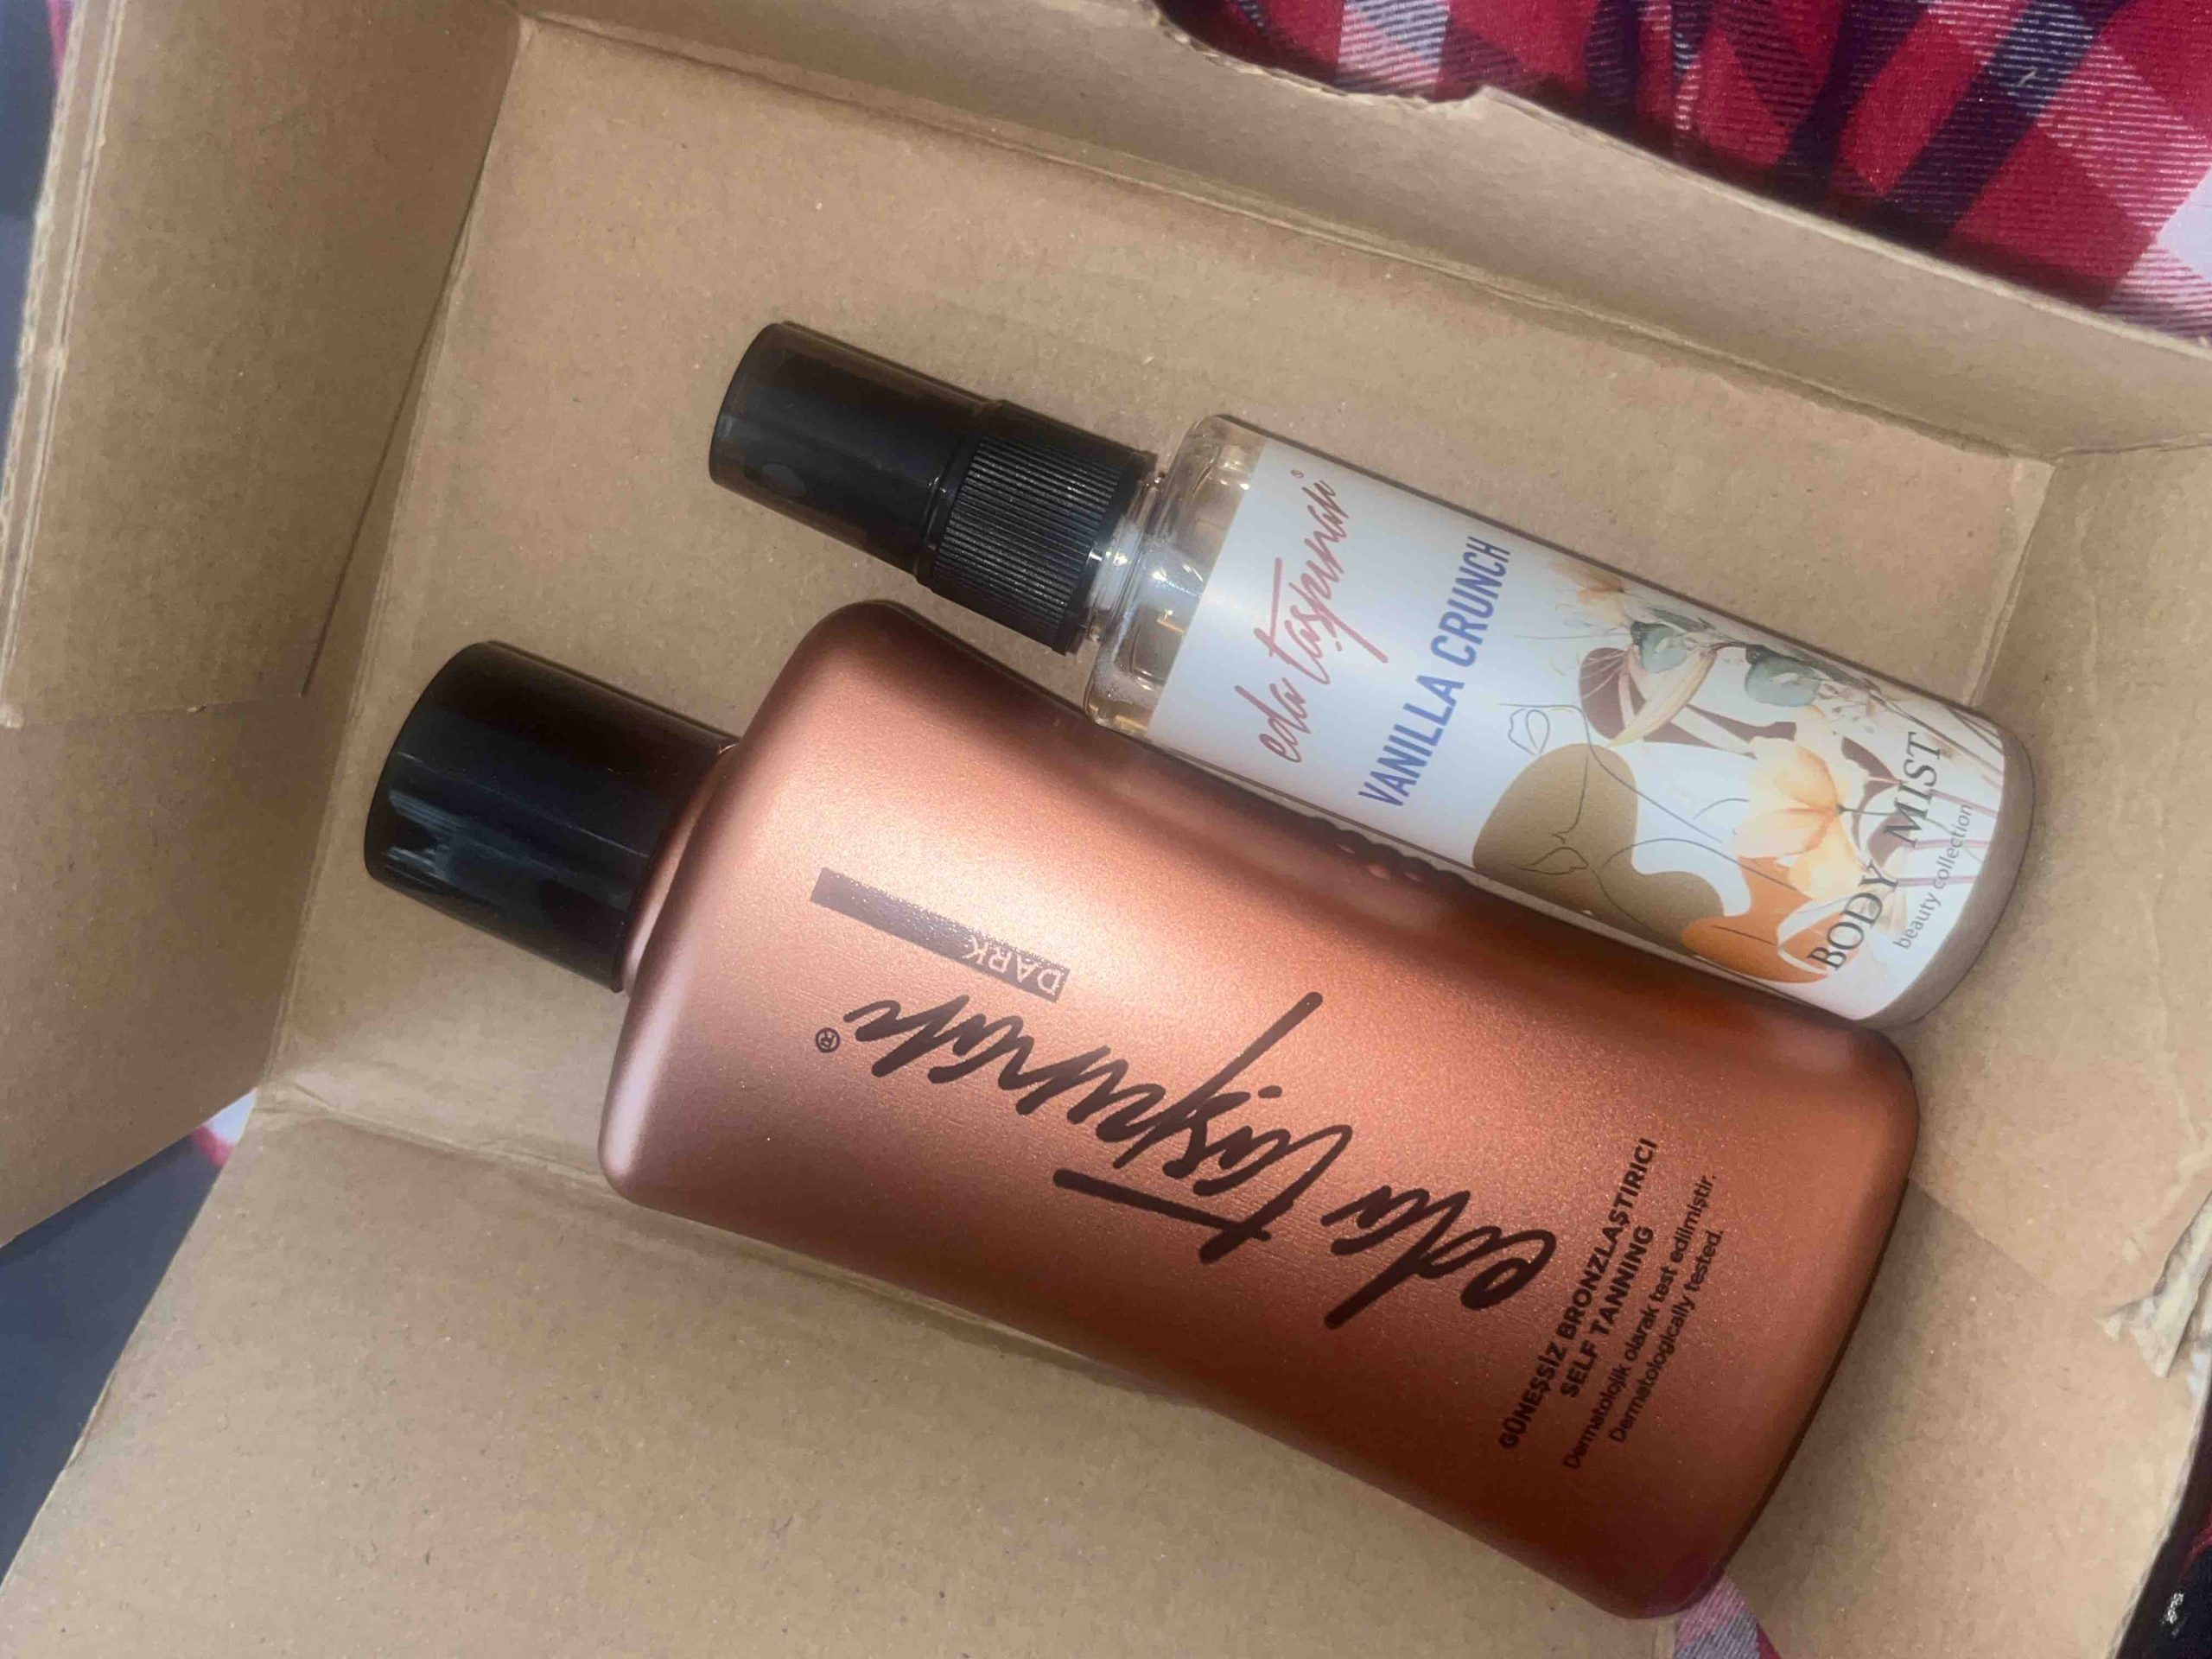 eda taşpınar®
VANILLA CRUNCH
BODY MIST
beauty collection
DARK
eda taşpınar®
GÜNEŞSİZ BRONZLAŞTIRICI
SELF TANNING
Dermatolojik olarak test edilmiştir.
Dermatologically tested.